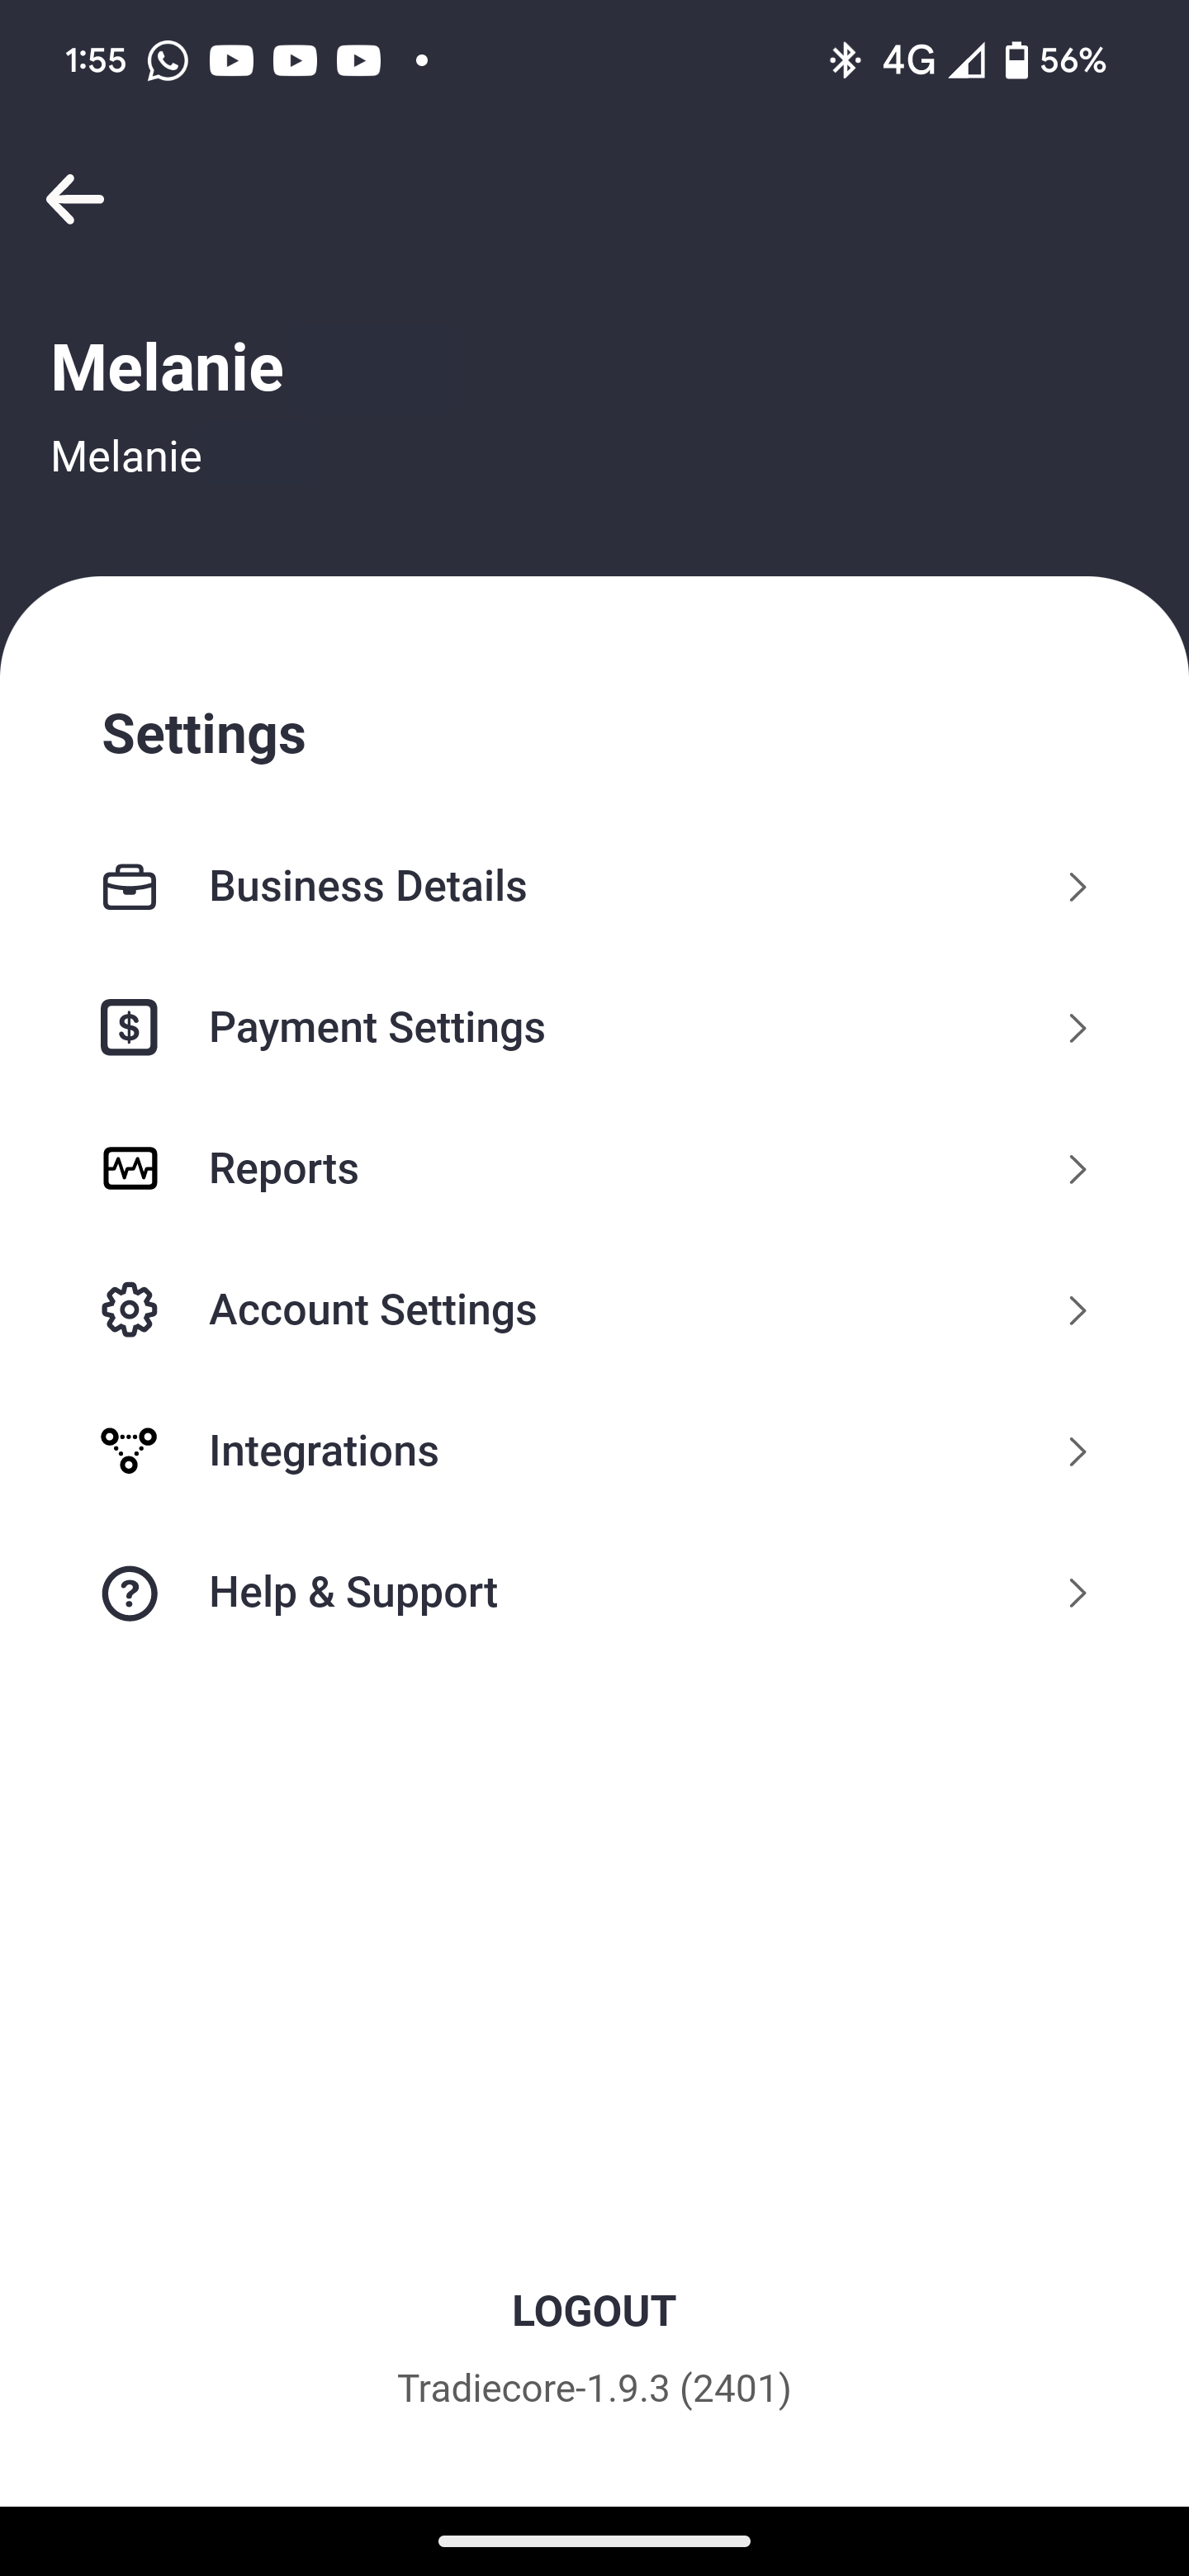 1:55 4G 56%
Melanie
Melanie
Settings
Business Details
$ Payment Settings
Reports
Account Settings
Integrations
? Help & Support
LOGOUT
Tradiecore-1.9.3 (2401)